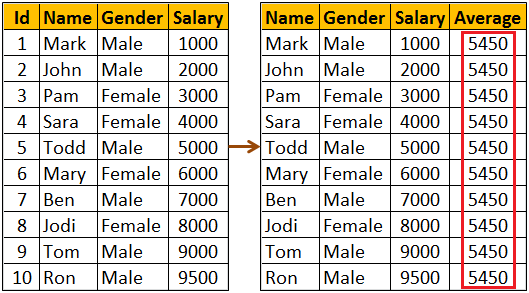 Id Name Gender Salary Name Gender Salary Average
1 Mark Male 1000 Mark Male 1000 5450
2 John Male 2000 John Male 2000 5450
3 Pam Female 3000 Pam Female 3000 5450
4 Sara Female 4000 Sara Female 4000 5450
5 Todd Male 5000 Todd Male 5000 5450
6 Mary Female 6000 Mary Female 6000 5450
7 Ben Male 7000 Ben Male 7000 5450
8 Jodi Female 8000 Jodi Female 8000 5450
9 Tom Male 9000 Tom Male 9000 5450
10 Ron Male 9500 Ron Male 9500 5450